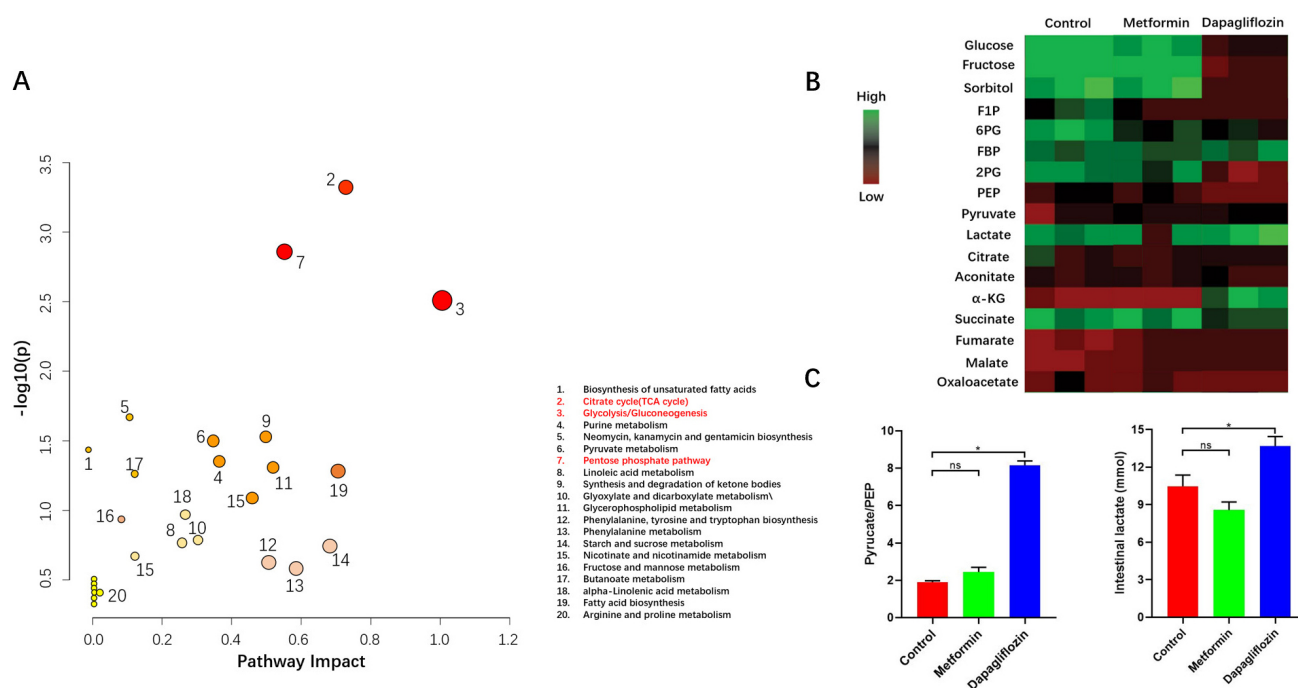 A
-log10(p)
3.5
3.0
2.5
2.0
1.5
1.0
0.5
2
7
3
5
1
17
6
4
9
11
19
15
18
16
8
10
15
12
13
14
20
0.0
0.2
0.4
0.6
0.8
1.0
1.2
Pathway Impact
1. Biosynthesis of unsaturated fatty acids
2. Citrate cycle(TCA cycle)
3. Glycolysis/Gluconeogenesis
4. Purine metabolism
5. Neomycin, kanamycin and gentamicin biosynthesis
6. Pyruvate metabolism
7. Pentose phosphate pathway
8. Linoleic acid metabolism
9. Synthesis and degradation of ketone bodies
10. Glyoxylate and dicarboxylate metabolism\
11. Glycerophospholipid metabolism
12. Phenylalanine, tyrosine and tryptophan biosynthesis
13. Phenylalanine metabolism
14. Starch and sucrose metabolism
15. Nicotinate and nicotinamide metabolism
16. Fructose and mannose metabolism
17. Butanoate metabolism
18. alpha-Linolenic acid metabolism
19. Fatty acid biosynthesis
20. Arginine and proline metabolism
B
High
Low
Control Metformin Dapagliflozin
Glucose
Fructose
Sorbitol
F1P
6PG
FBP
2PG
PEP
Pyruvate
Lactate
Citrate
Aconitate
α-KG
Succinate
Fumarate
Malate
Oxaloacetate
C
Pyrucate/PEP
10
8
6
4
2
0
*
ns
Control
Metformin
Dapagliflozin
Intestinal lactate (mmol)
15
12
9
6
3
0
*
ns
Control
Metformin
Dapagliflozin